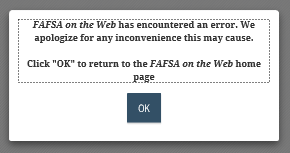 FAFSA on the Web has encountered an error. We
apologize for any inconvenience this may cause.
Click "OK" to return to the FAFSA on the Web home
page
OK